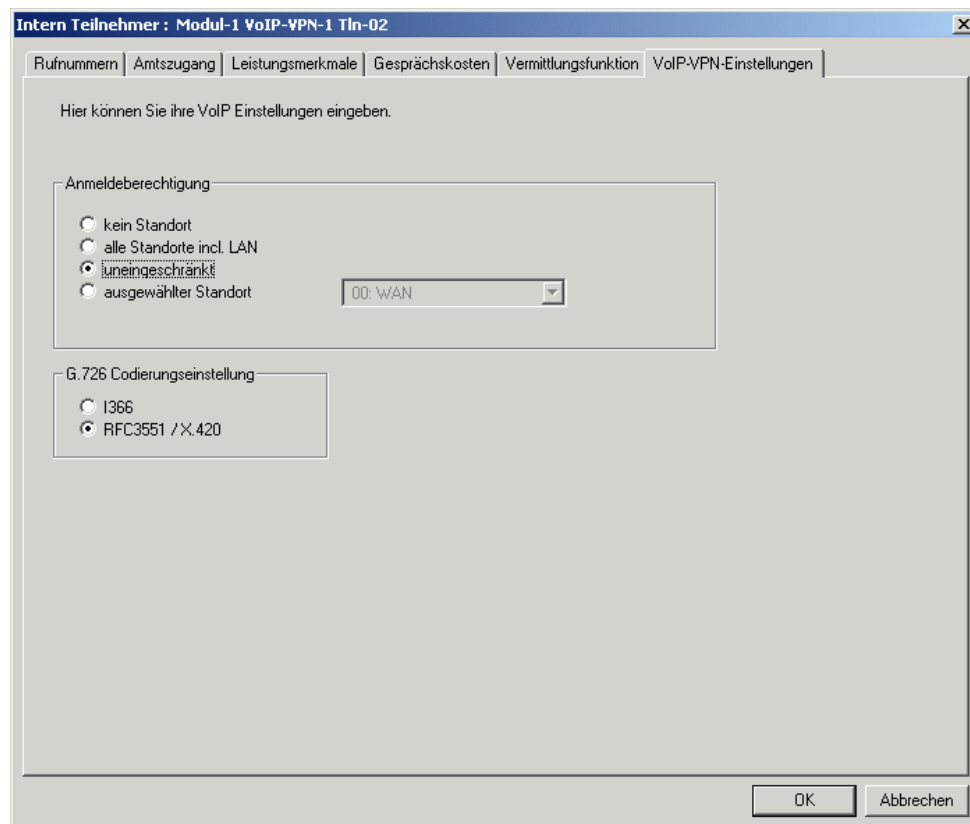 Intern Teilnehmer : Modul-1 VoIP-VPN-1 Tln-02
Rufnummern Amtszugang Leistungsmerkmale Gesprächskosten Vermittlungsfunktion VoIP-VPN-Einstellungen
Hier können Sie ihre VoIP Einstellungen eingeben.
Anmeldeberechtigung
kein Standort
alle Standorte incl. LAN
uneingeschränkt
ausgewählter Standort 00: WAN
G.726 Codierungseinstellung
I366
RFC3551 / X.420
OK Abbrechen